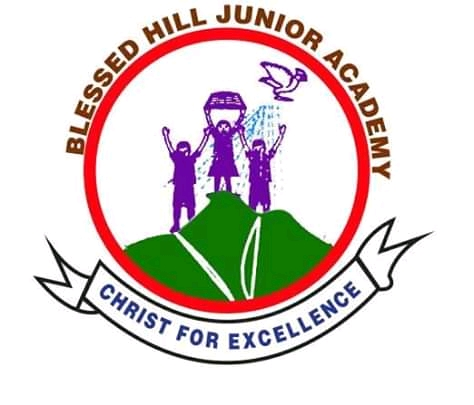 BLESSED HILL JUNIOR ACADEMY
CHRIST FOR EXCELLENCE